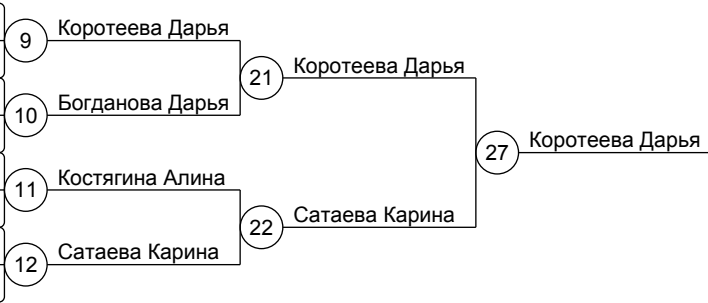 9 Коротеева Дарья
21 Коротеева Дарья
10 Богданова Дарья
27 Коротеева Дарья
11 Костягина Алина
22 Сатаева Карина
12 Сатаева Карина